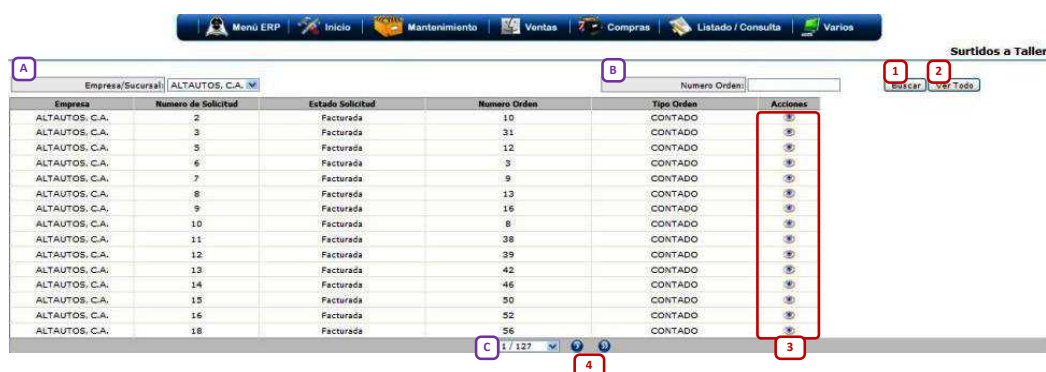 Menú ERP Inicio Mantenimiento Ventas Compras Listado / Consulta Varios
Surtidos a Taller
A B 1 2
Empresa/Sucursal: ALTAUTOS, C.A. Numero Orden: Buscar Ver Todo
Empresa Numero de Solicitud Estado Solicitud Numero Orden Tipo Orden Acciones
ALTAUTOS, C.A. 2 Facturada 10 CONTADO
ALTAUTOS, C.A. 3 Facturada 31 CONTADO
ALTAUTOS, C.A. 5 Facturada 12 CONTADO
ALTAUTOS, C.A. 6 Facturada 3 CONTADO
ALTAUTOS, C.A. 7 Facturada 9 CONTADO
ALTAUTOS, C.A. 8 Facturada 13 CONTADO
ALTAUTOS, C.A. 9 Facturada 16 CONTADO
ALTAUTOS, C.A. 10 Facturada 8 CONTADO
ALTAUTOS, C.A. 11 Facturada 38 CONTADO
ALTAUTOS, C.A. 12 Facturada 39 CONTADO
ALTAUTOS, C.A. 13 Facturada 42 CONTADO
ALTAUTOS, C.A. 14 Facturada 46 CONTADO
ALTAUTOS, C.A. 15 Facturada 50 CONTADO
ALTAUTOS, C.A. 16 Facturada 52 CONTADO
ALTAUTOS, C.A. 18 Facturada 56 CONTADO
C 1 / 127 3
4